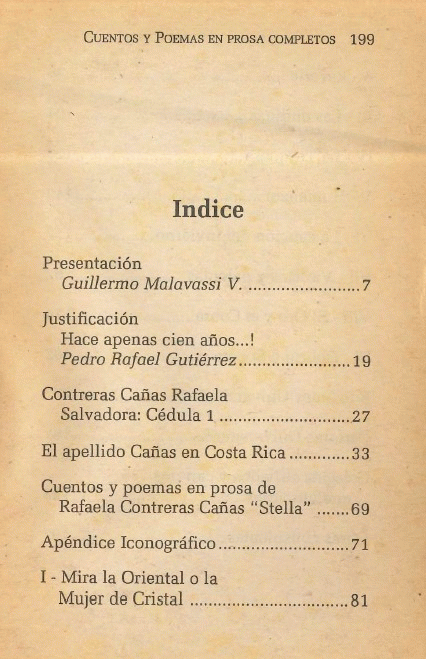 CUENTOS Y POEMAS EN PROSA COMPLETOS 199
Indice
Presentación
Guillermo Malavassi V. ........................7
Justificación
Hace apenas cien años...!
Pedro Rafael Gutiérrez........................19
Contreras Cañas Rafaela
Salvadora: Cédula 1 ............................27
El apellido Cañas en Costa Rica .............33
Cuentos y poemas en prosa de
Rafaela Contreras Cañas "Stella" .......69
Apéndice Iconográfico............................71
I - Mira la Oriental o la
Mujer de Cristal ..................................81